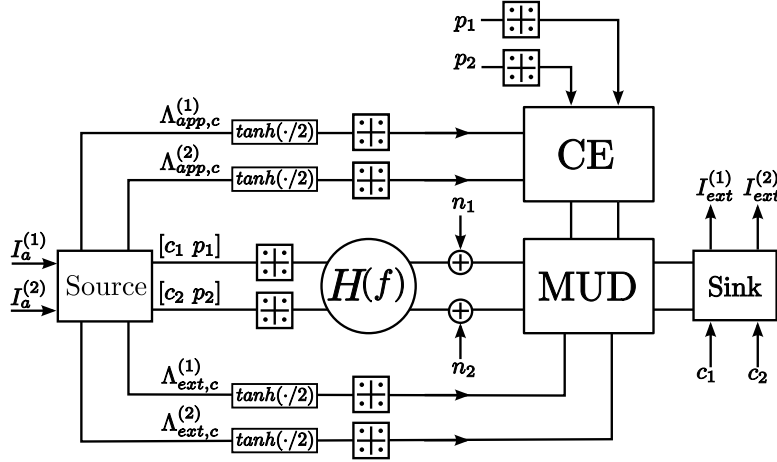 p₁
p₂
Λ⁽¹⁾app,c tanh(·/2)
CE
Λ⁽²⁾app,c tanh(·/2)
I⁽¹⁾ext I⁽²⁾ext
n₁
I⁽¹⁾a [c₁ p₁]
Source H(f) MUD Sink
I⁽²⁾a [c₂ p₂]
n₂
c₁ c₂
Λ⁽¹⁾ext,c tanh(·/2)
Λ⁽²⁾ext,c tanh(·/2)